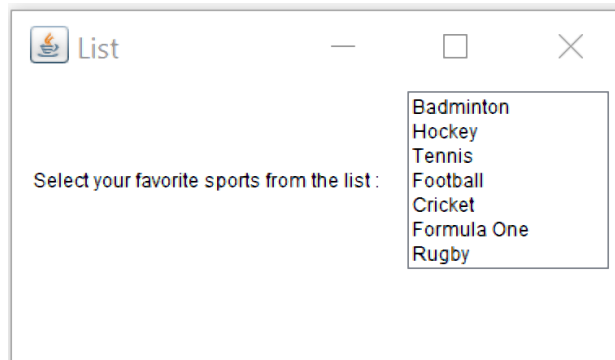 List
Select your favorite sports from the list :
Badminton
Hockey
Tennis
Football
Cricket
Formula One
Rugby